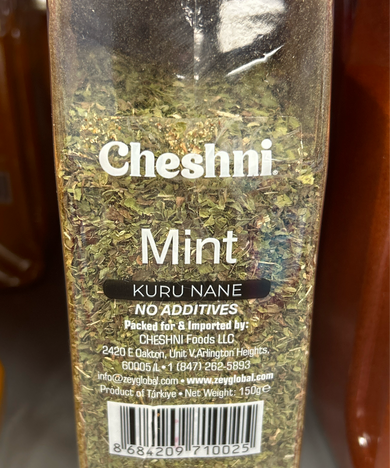 Cheshni®
Mint
KURU NANE
NO ADDITIVES
Packed for & Imported by:
CHESHNI Foods LLC
2420 E Oakton, Unit V,Arlington Heights,
60005 IL • 1 (847) 262-5893
info@zeyglobal.com • www.zeyglobal.com
Product of Türkiye • Net Weight: 150g ℮
8 684209 710025